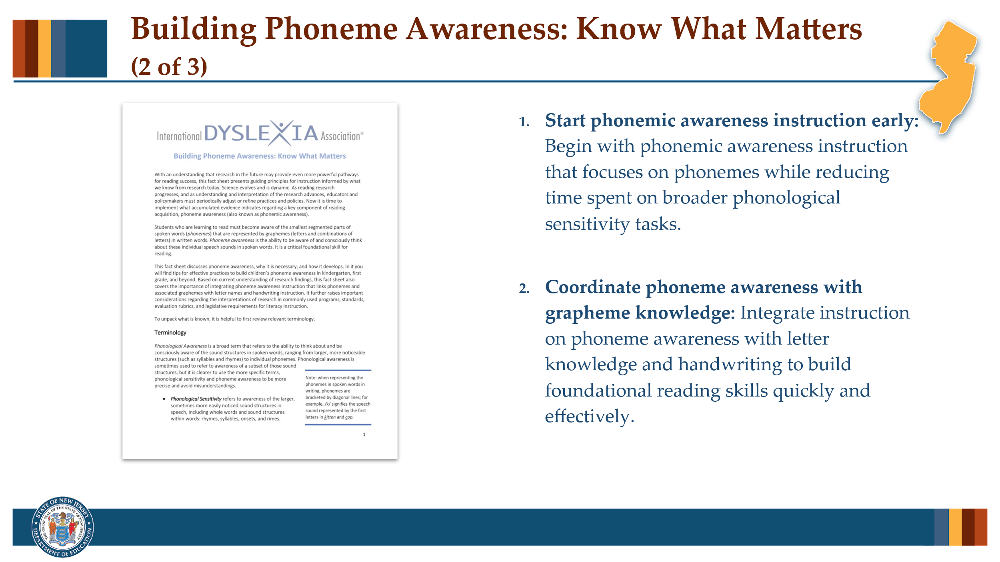 Building Phoneme Awareness: Know What Matters
(2 of 3)
International DYSLEXIA Association®
Building Phoneme Awareness: Know What Matters
With an understanding that research in the future may provide even more powerful pathways
for reading success, this fact sheet presents guiding principles for instruction informed by what
we know from research today. Science evolves and is dynamic. As reading research
progresses, and as understanding and interpretation of the research advances, educators and
policymakers must periodically adjust or refine practices and policies. Now it is time to
implement what accumulated evidence indicates regarding a key component of reading
acquisition, phoneme awareness (also known as phonemic awareness).
Students who are learning to read must become aware of the smallest segmented parts of
spoken words (phonemes) that are represented by graphemes (letters and combinations of
letters) in written words. Phoneme awareness is the ability to be aware of and consciously think
about these individual speech sounds in spoken words. It is a critical foundational skill for
reading.
This fact sheet discusses phoneme awareness, why it is necessary, and how it develops. In it you
will find tips for effective practices to build children's phoneme awareness in kindergarten, first
grade, and beyond. Based on current understanding of research findings, this fact sheet also
covers the importance of integrating phoneme awareness instruction that links phonemes and
associated graphemes with letter names and handwriting instruction. It further raises important
considerations regarding the interpretations of research in commonly used programs, standards,
evaluation rubrics, and legislative requirements for literacy instruction.
To unpack what is known, it is helpful to first review relevant terminology.
Terminology
Phonological Awareness is a broad term that refers to the ability to think about and be
consciously aware of the sound structures in spoken words, ranging from larger, more noticeable
structures (such as syllables and rhymes) to individual phonemes. Phonological awareness is
sometimes used to refer to awareness of a subset of those sound
structures, but it is clearer to use the more specific terms,
phonological sensitivity and phoneme awareness to be more
precise and avoid misunderstandings.
• Phonological Sensitivity refers to awareness of the larger,
sometimes more easily noticed sound structures in
speech, including whole words and sound structures
within words: rhymes, syllables, onsets, and rimes.
Note: when representing the
phonemes in spoken words in
writing, phonemes are
bracketed by diagonal lines; for
example, /k/ signifies the speech
sound represented by the first
letters in kitten and cop.
1
1. Start phonemic awareness instruction early:
Begin with phonemic awareness instruction
that focuses on phonemes while reducing
time spent on broader phonological
sensitivity tasks.
2. Coordinate phoneme awareness with
grapheme knowledge: Integrate instruction
on phoneme awareness with letter
knowledge and handwriting to build
foundational reading skills quickly and
effectively.
STATE OF NEW JERSEY
DEPARTMENT OF EDUCATION
THE GREAT SEAL OF THE STATE OF NEW JERSEY